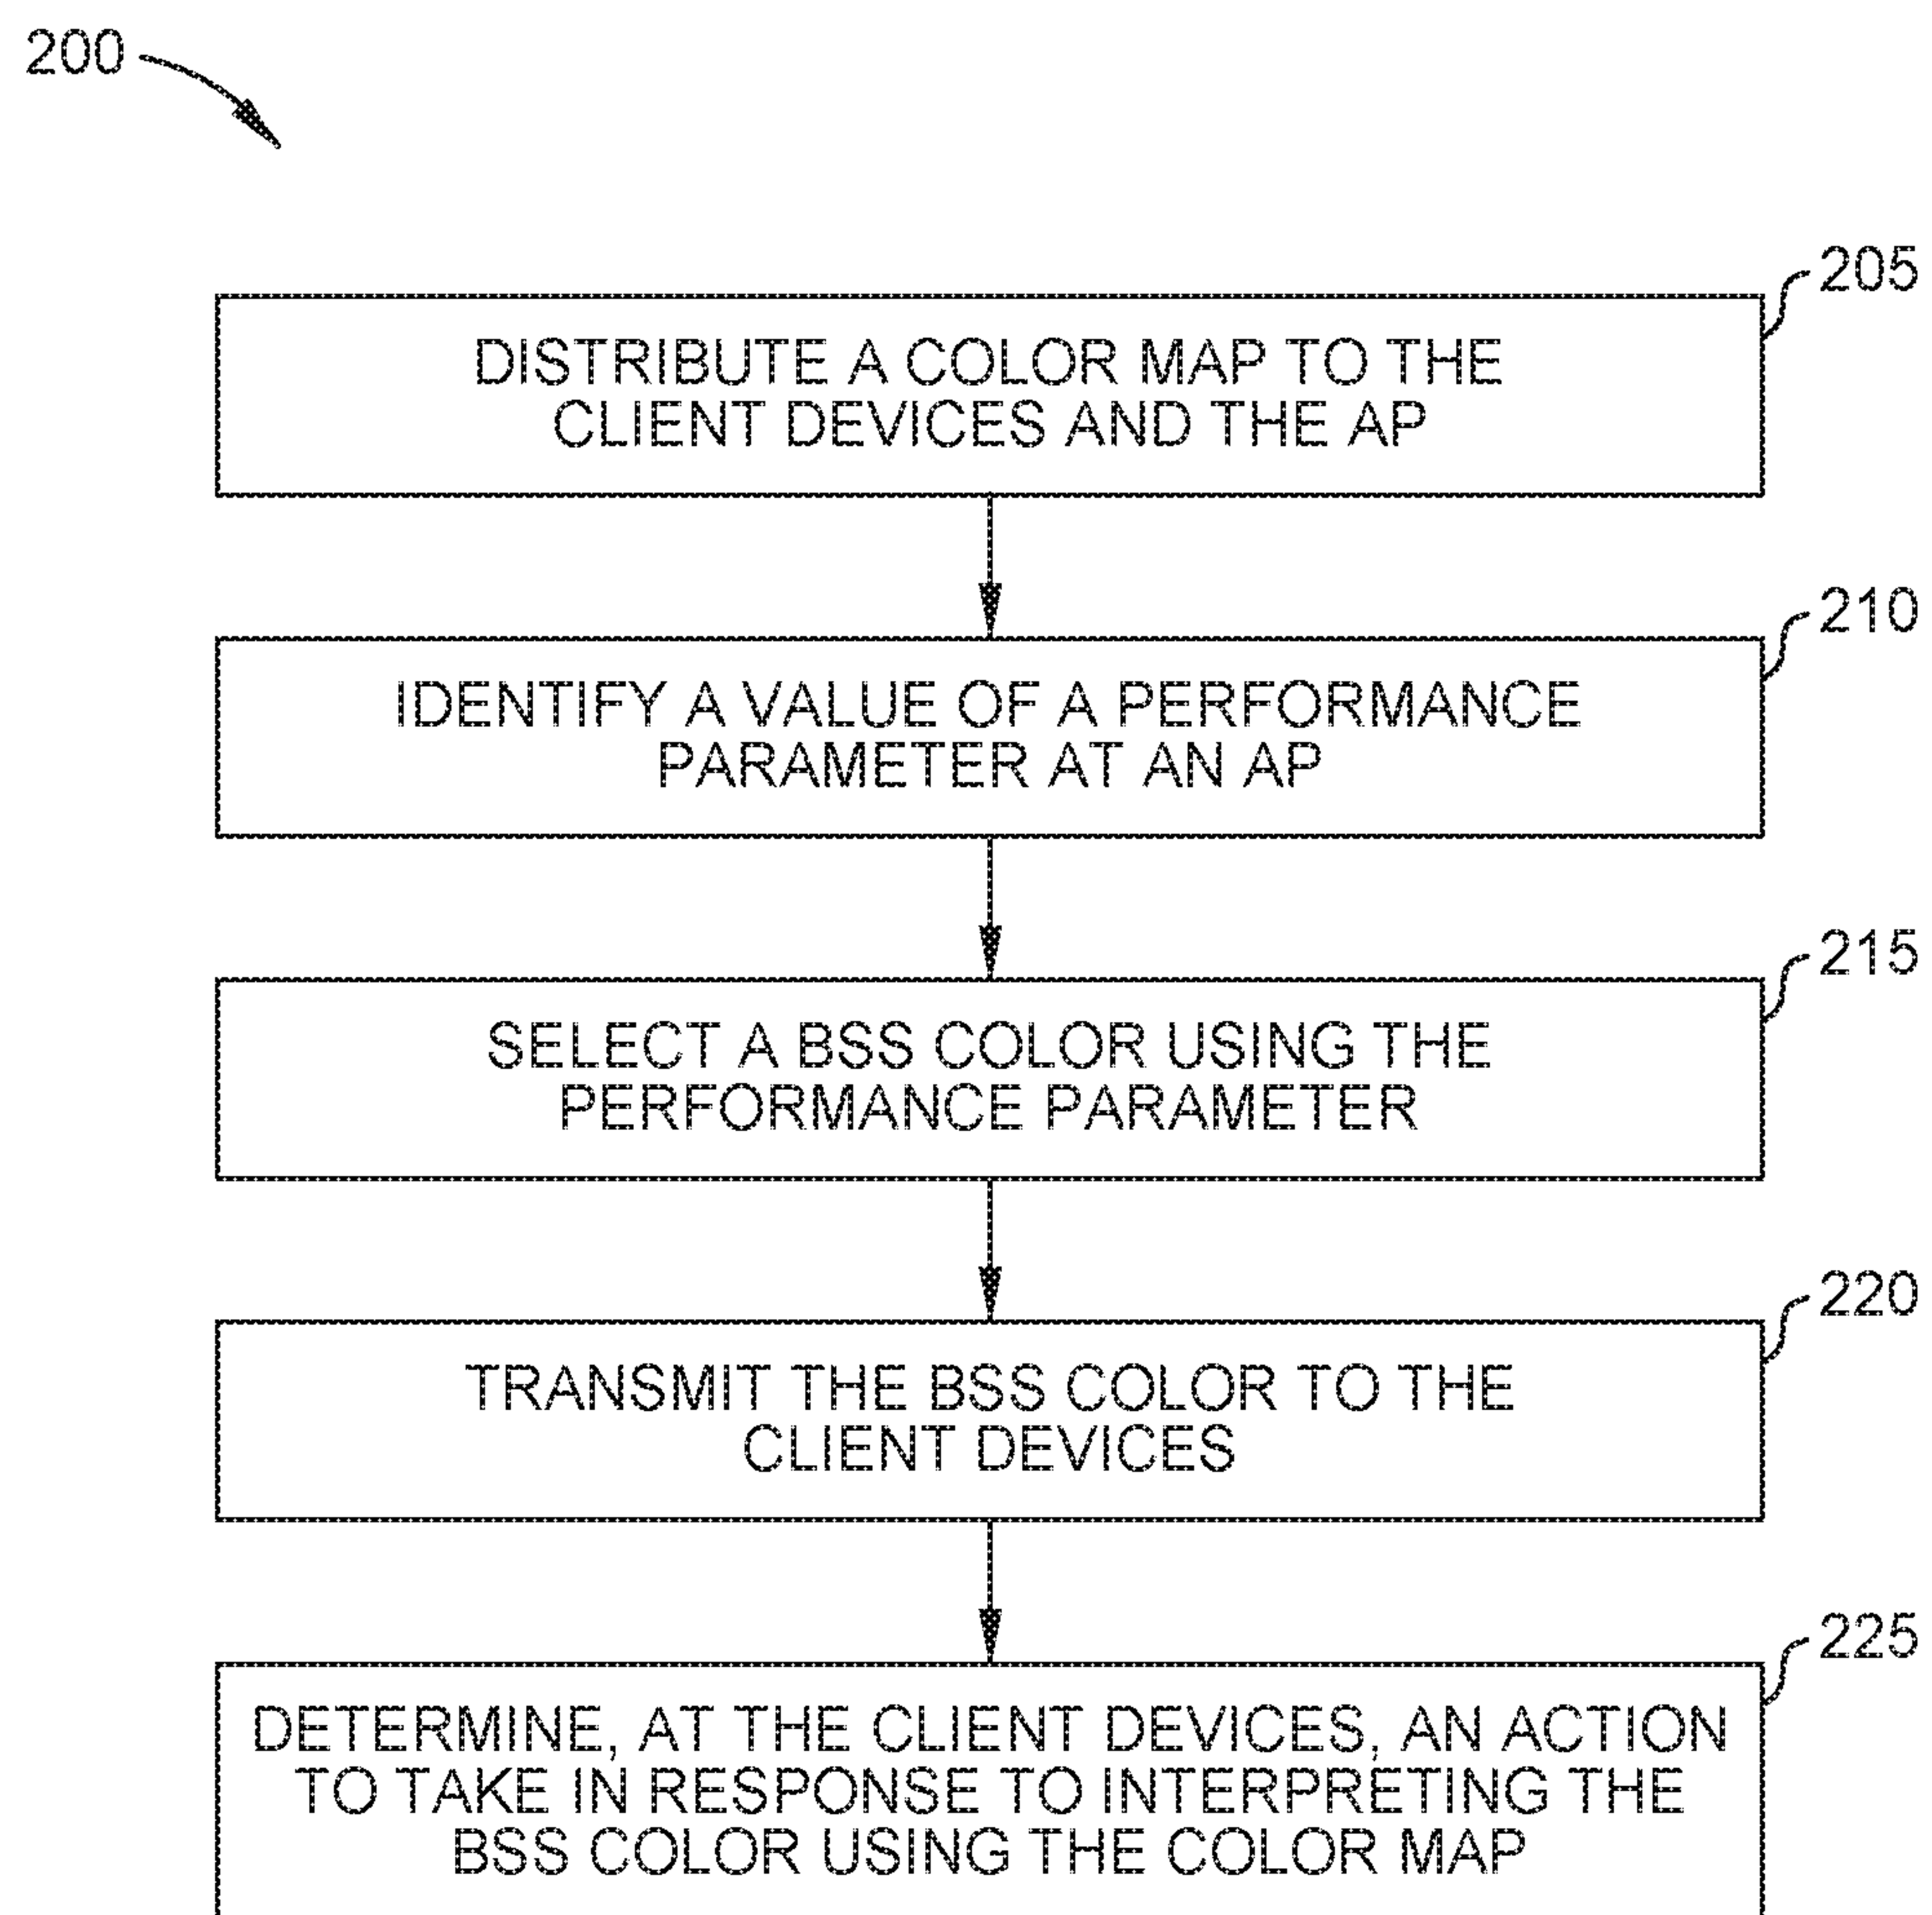 200
205
DISTRIBUTE A COLOR MAP TO THE
CLIENT DEVICES AND THE AP
210
IDENTIFY A VALUE OF A PERFORMANCE
PARAMETER AT AN AP
215
SELECT A BSS COLOR USING THE
PERFORMANCE PARAMETER
220
TRANSMIT THE BSS COLOR TO THE
CLIENT DEVICES
225
DETERMINE, AT THE CLIENT DEVICES, AN ACTION
TO TAKE IN RESPONSE TO INTERPRETING THE
BSS COLOR USING THE COLOR MAP